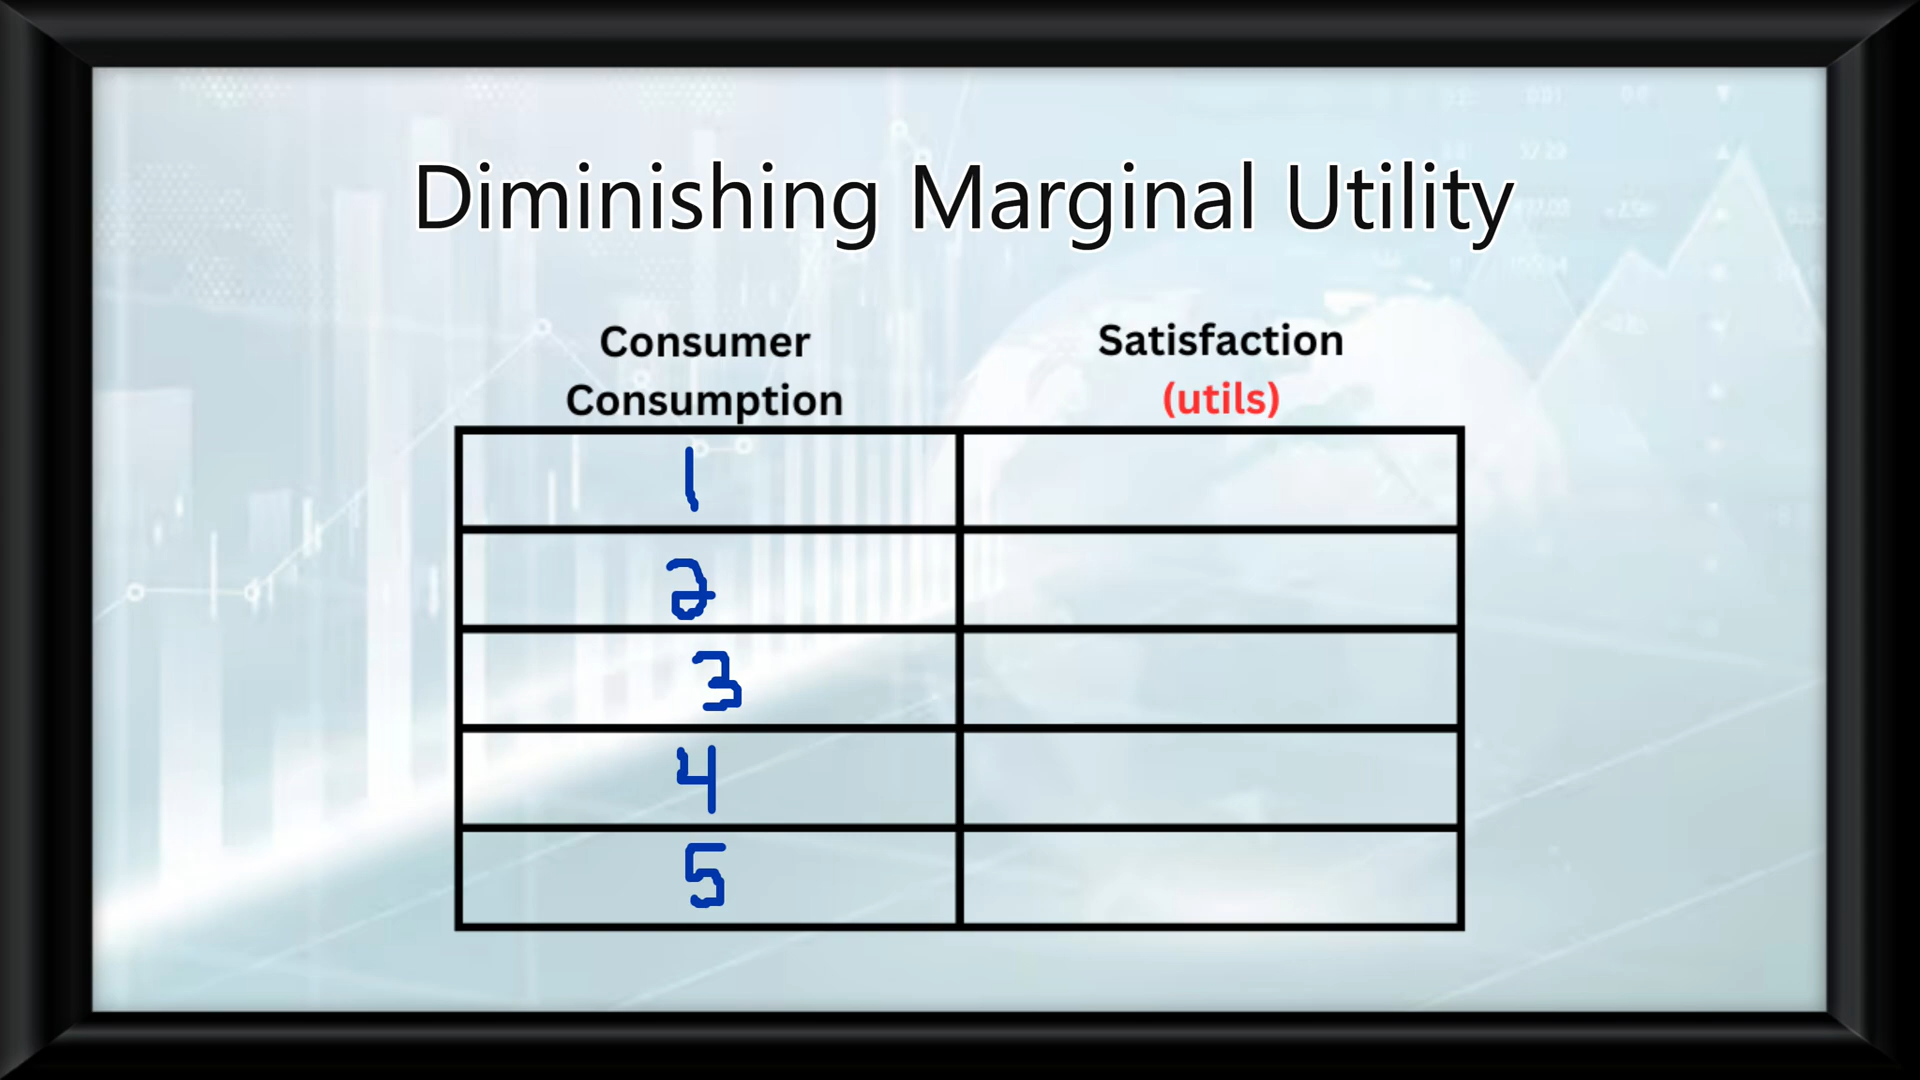 Diminishing Marginal Utility
Consumer
Consumption
Satisfaction
(utils)
1
2
3
4
5